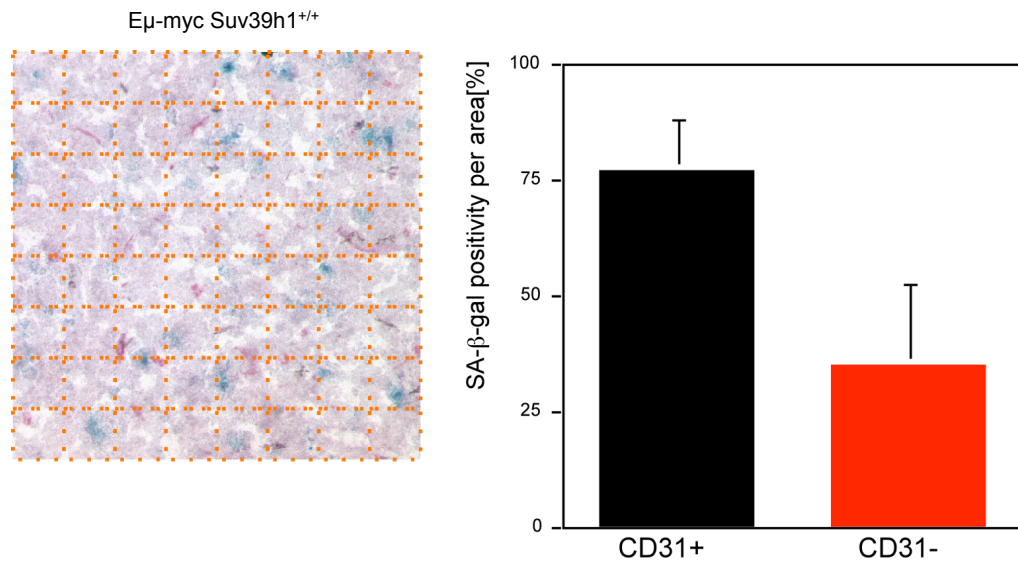 Eμ-myc Suv39h1+/+
SA-β-gal positivity per area[%]
100
75
50
25
0
CD31+
CD31-